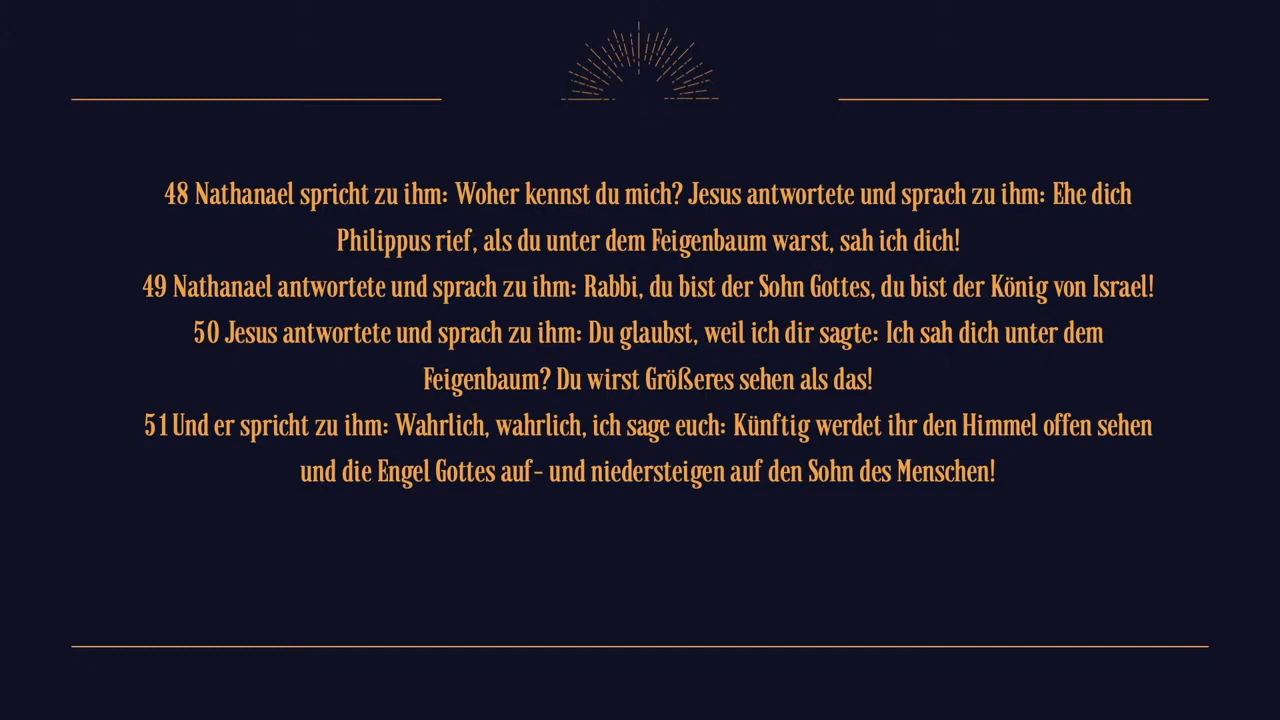 48 Nathanael spricht zu ihm: Woher kennst du mich? Jesus antwortete und sprach zu ihm: Ehe dich
Philippus rief, als du unter dem Feigenbaum warst, sah ich dich!
49 Nathanael antwortete und sprach zu ihm: Rabbi, du bist der Sohn Gottes, du bist der König von Israel!
50 Jesus antwortete und sprach zu ihm: Du glaubst, weil ich dir sagte: Ich sah dich unter dem
Feigenbaum? Du wirst Größeres sehen als das!
51 Und er spricht zu ihm: Wahrlich, wahrlich, ich sage euch: Künftig werdet ihr den Himmel offen sehen
und die Engel Gottes auf- und niedersteigen auf den Sohn des Menschen!